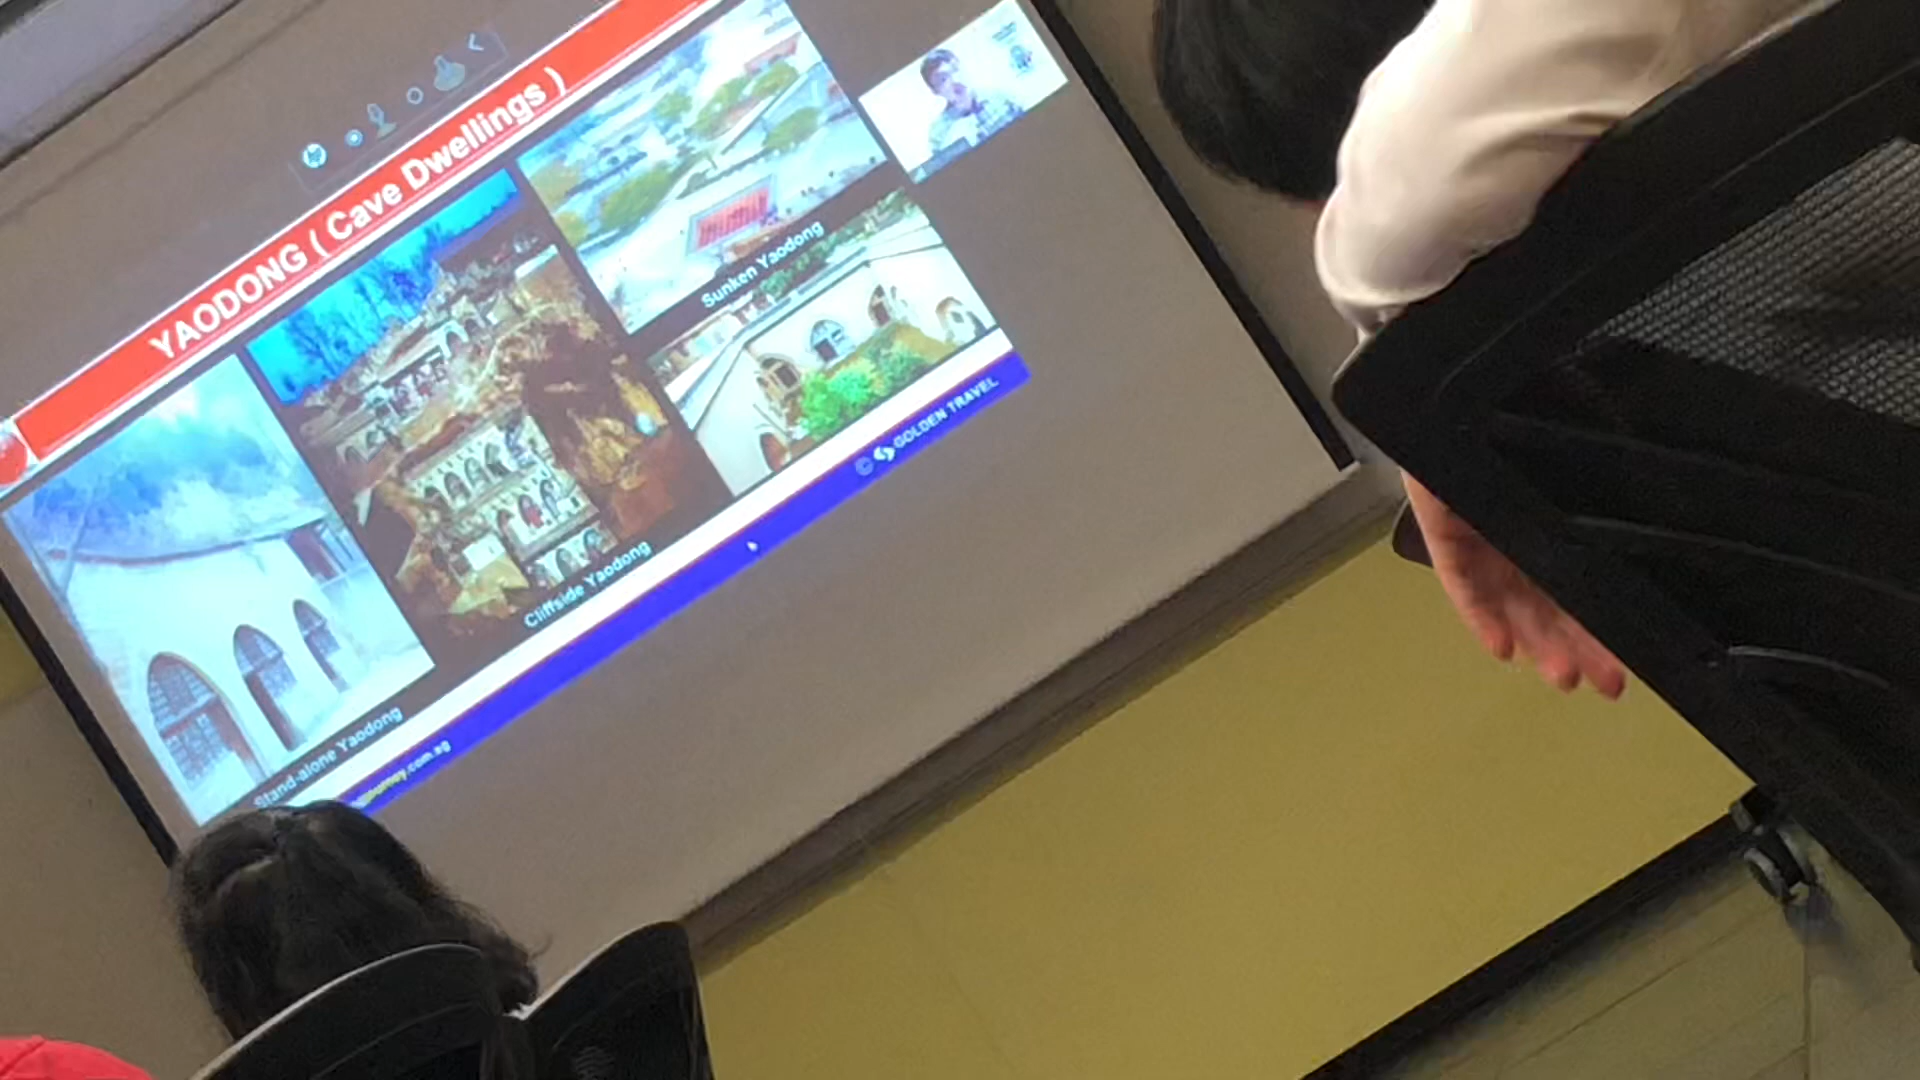 YAODONG ( Cave Dwellings )
Sunken Yaodong
Cliffside Yaodong
Stand-alone Yaodong
GOLDEN TRAVEL